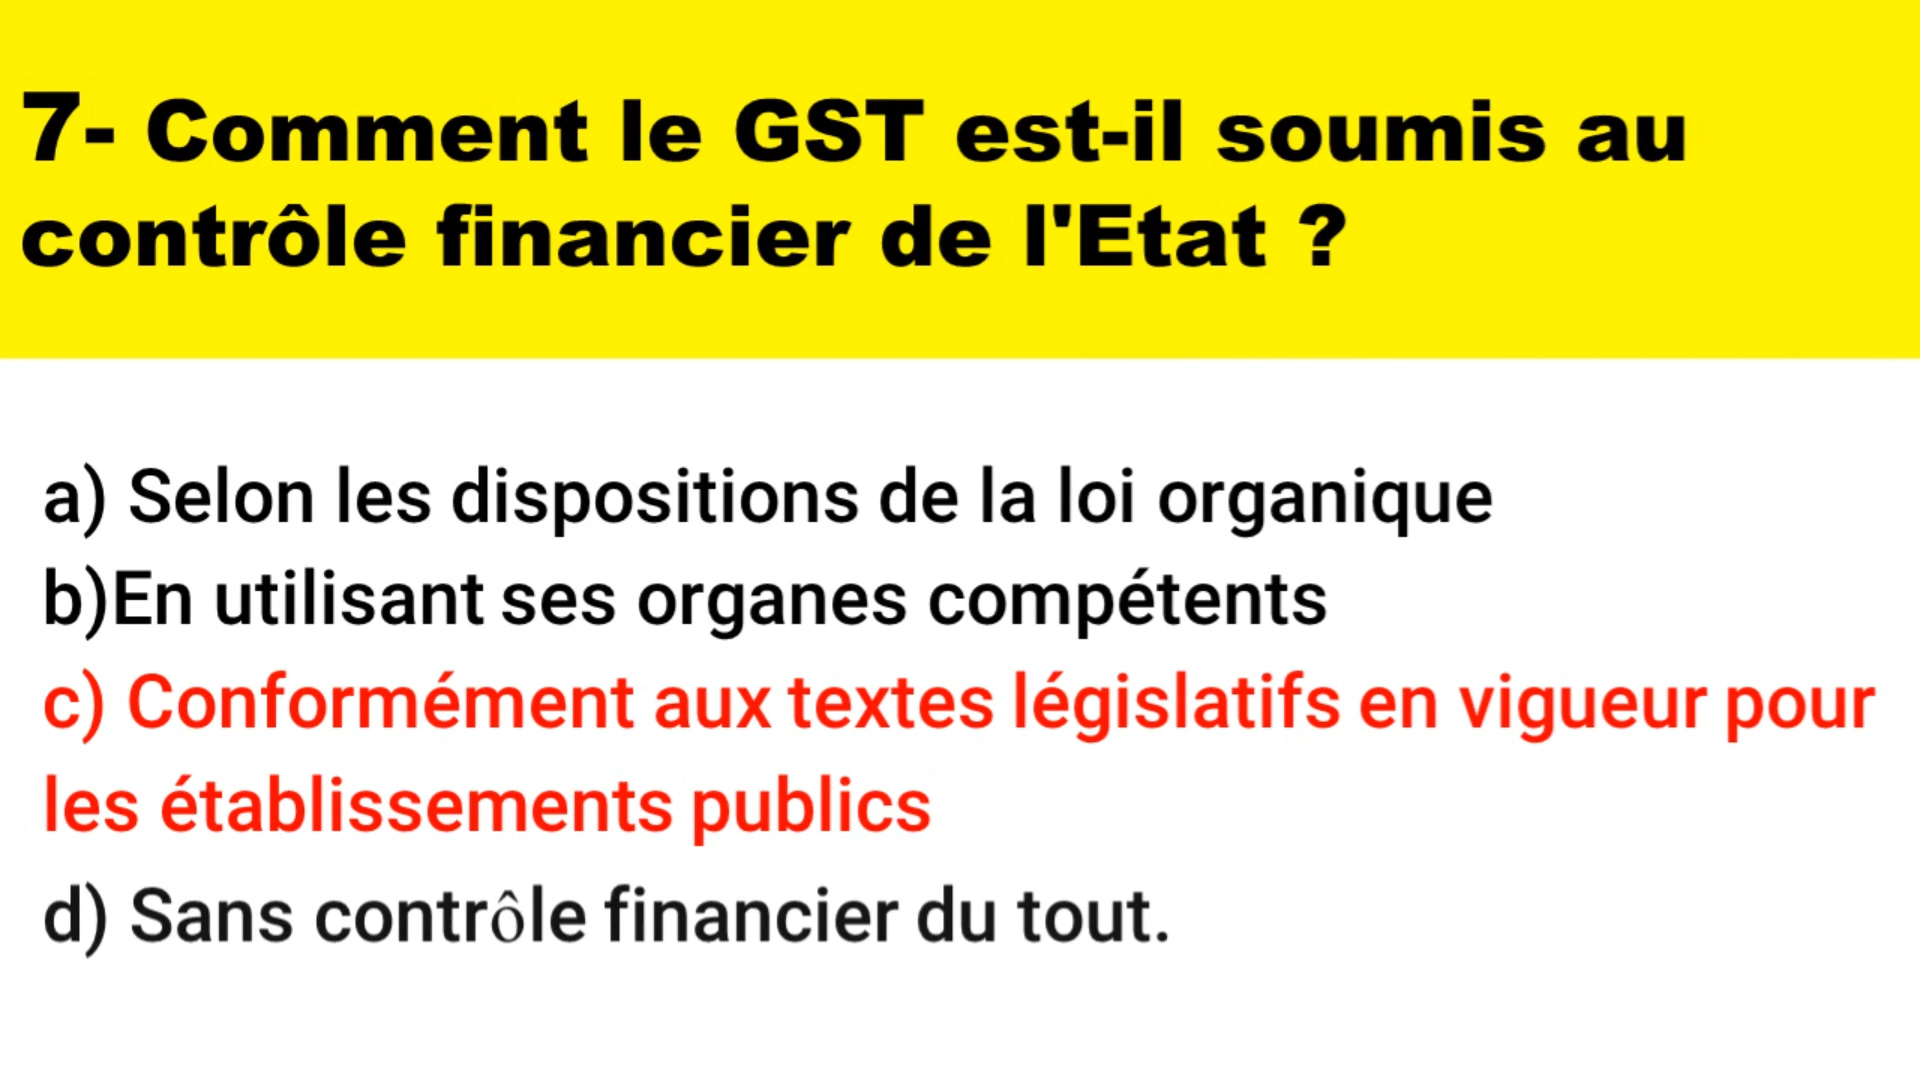 7- Comment le GST est-il soumis au
contrôle financier de l'Etat ?
a) Selon les dispositions de la loi organique
b)En utilisant ses organes compétents
c) Conformément aux textes législatifs en vigueur pour
les établissements publics
d) Sans contrôle financier du tout.